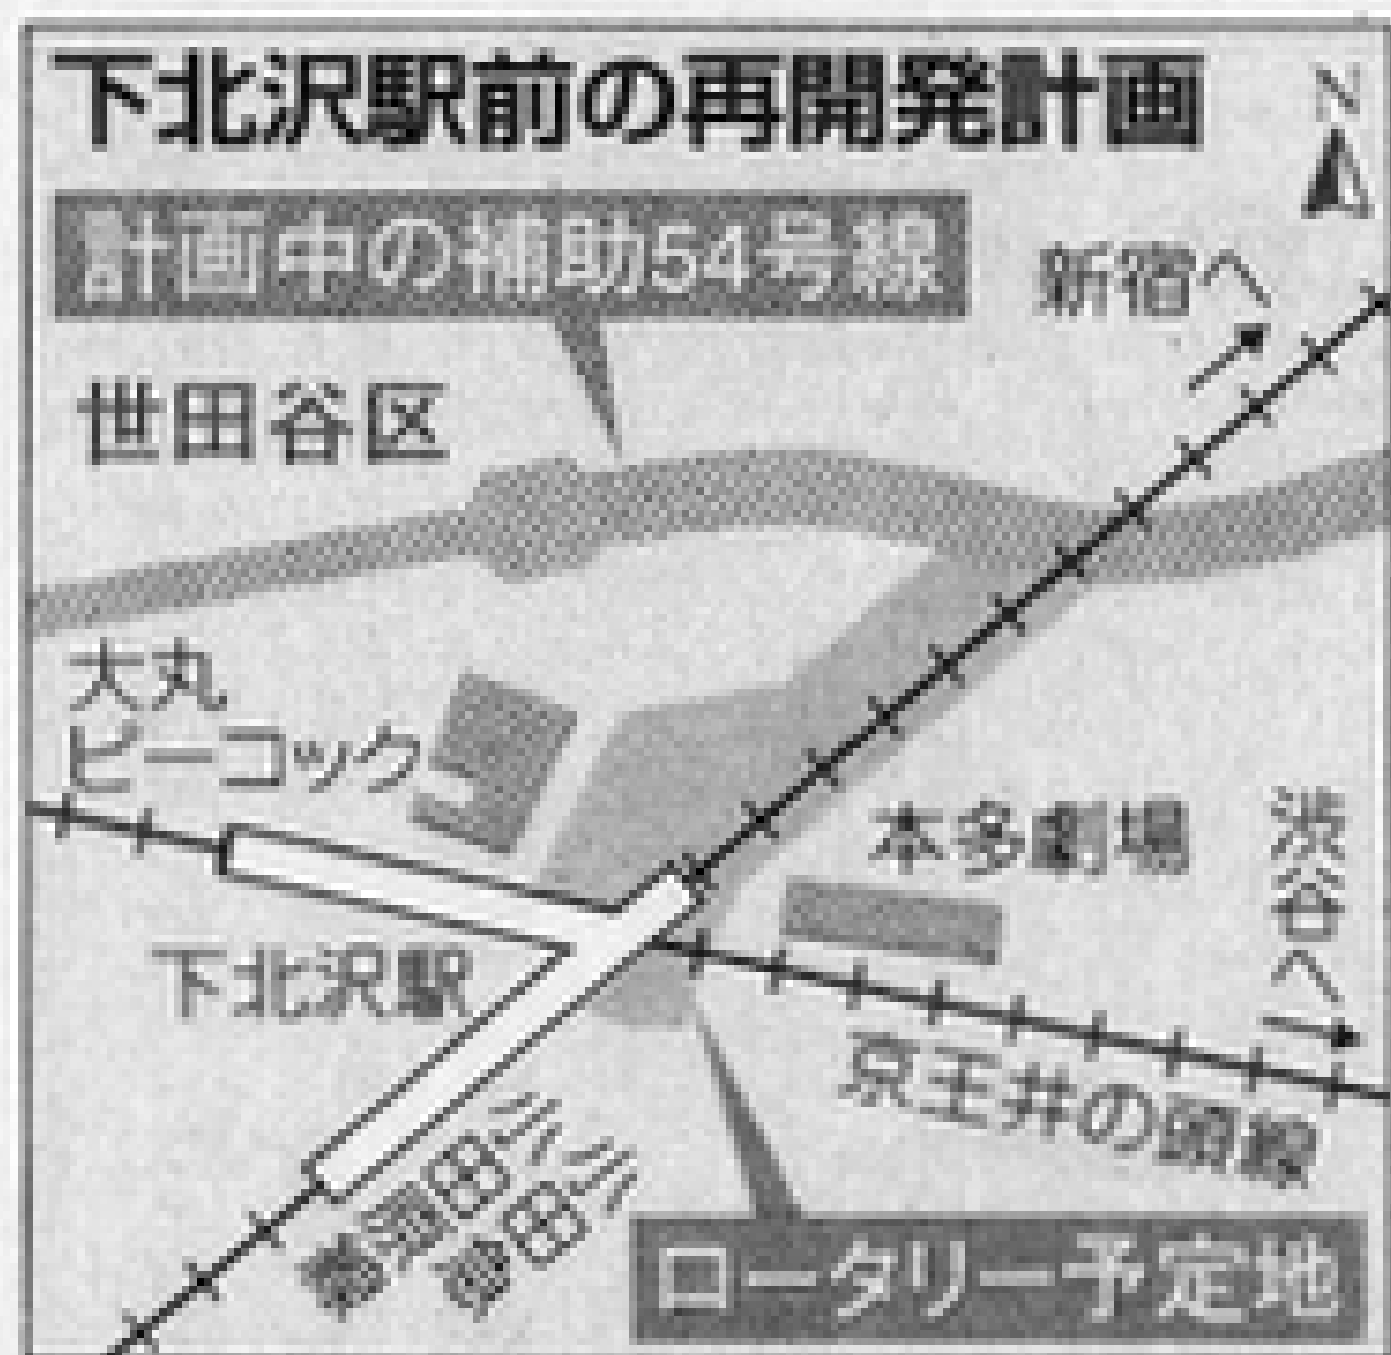 下北沢駅前の再開発計画
N
計画中の補助54号線
新宿へ
世田谷区
大丸
ピーコック
本多劇場
渋谷へ
下北沢駅
京王井の頭線
小田急
小田原線
ロータリー予定地